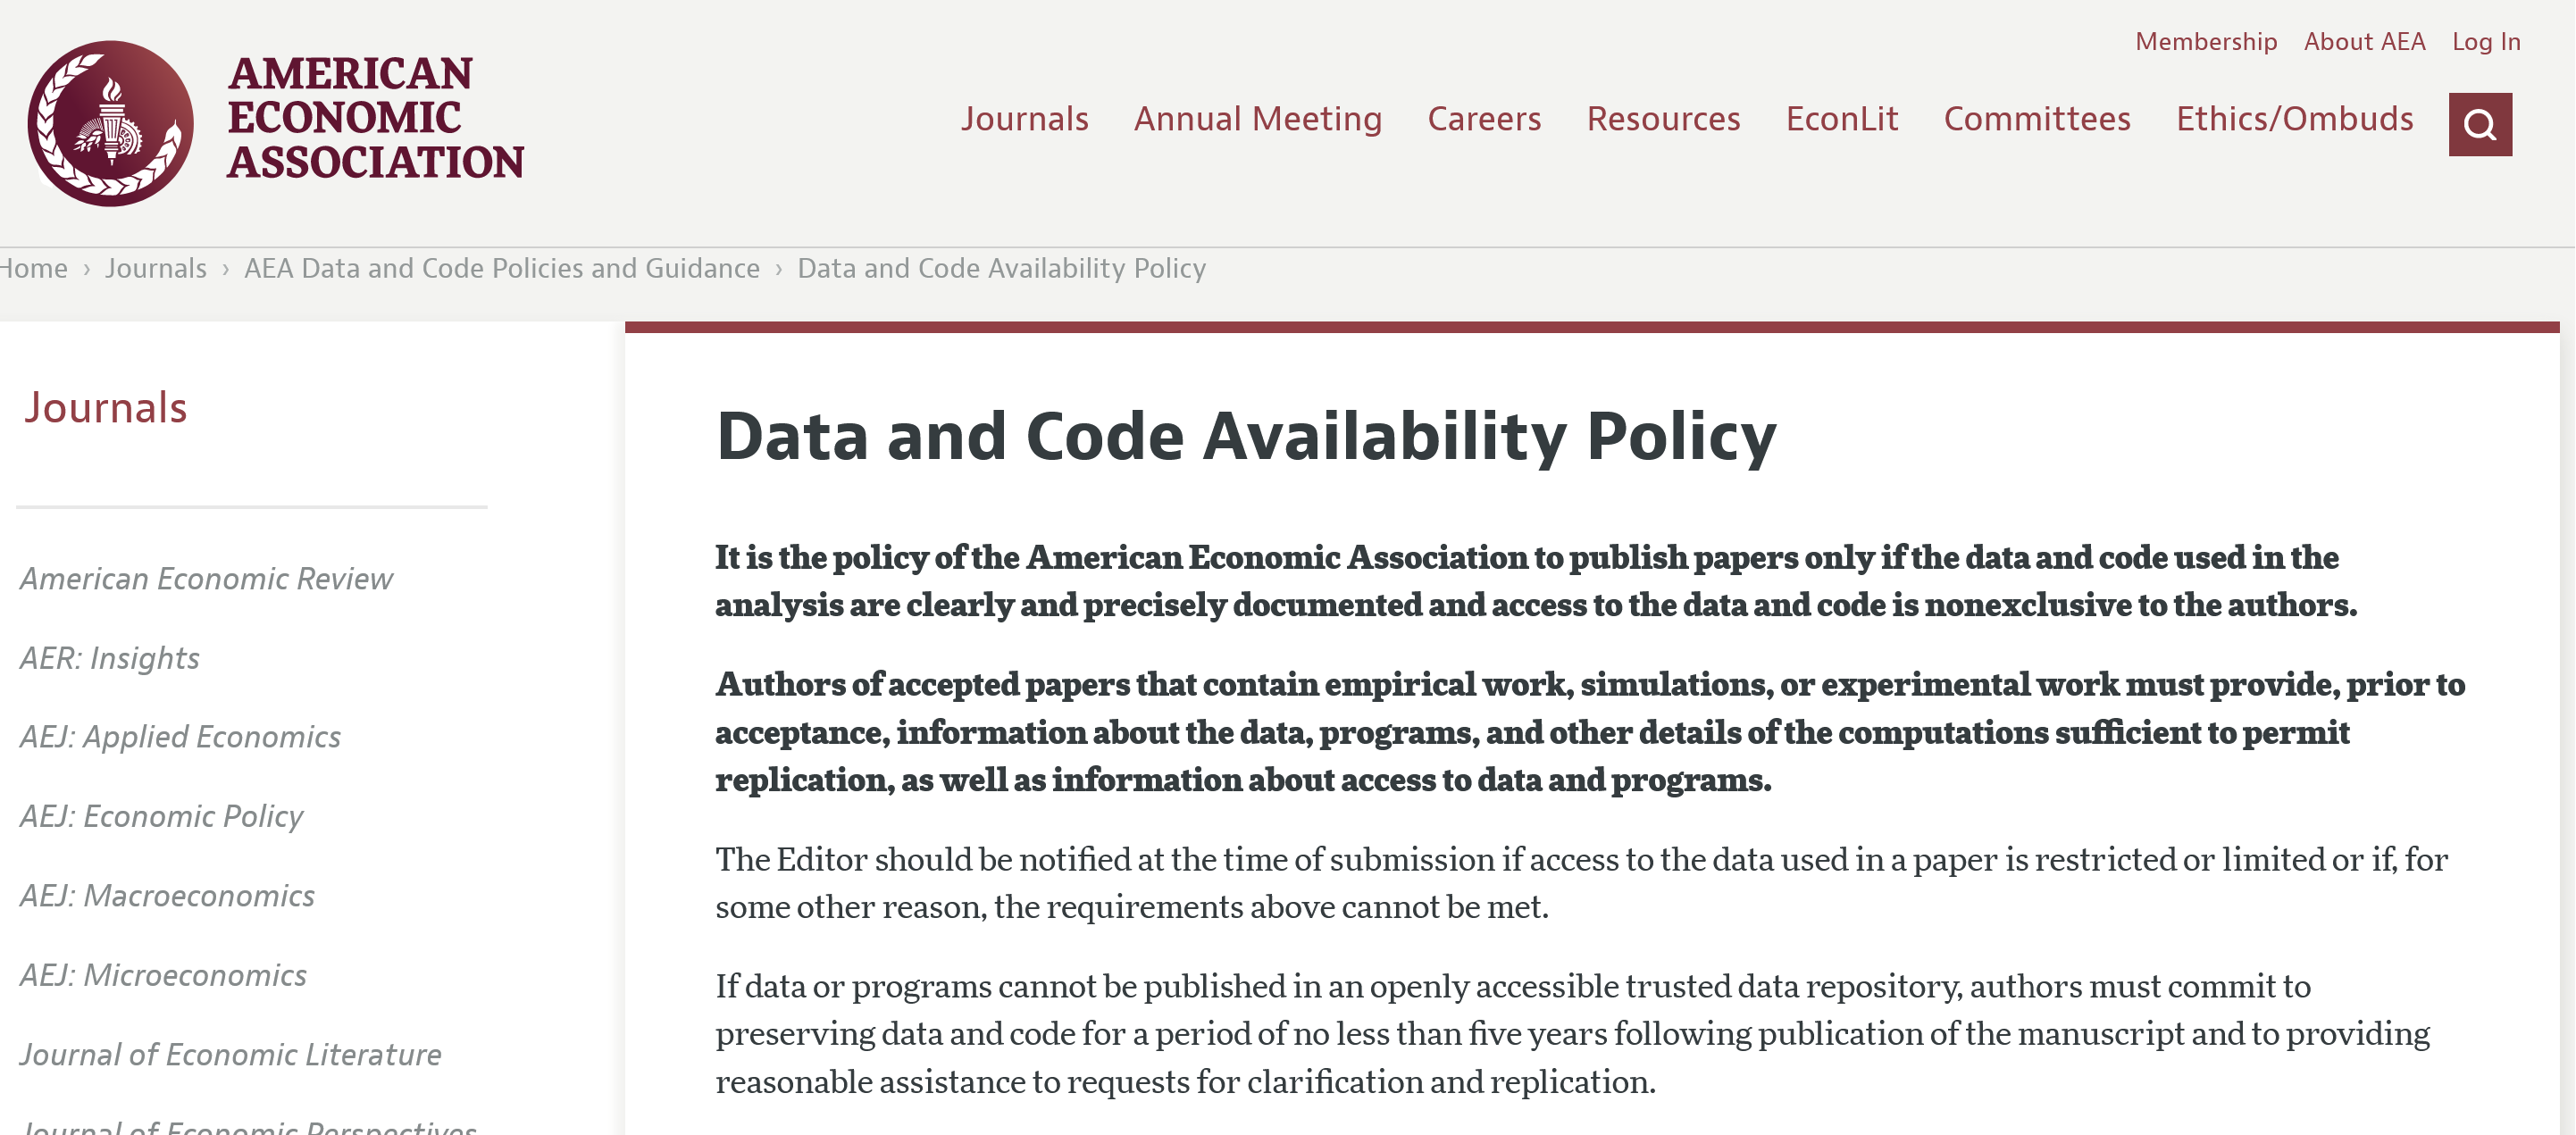 AMERICAN
ECONOMIC
ASSOCIATION
Membership About AEA Log In
Journals Annual Meeting Careers Resources EconLit Committees Ethics/Ombuds
Home › Journals › AEA Data and Code Policies and Guidance › Data and Code Availability Policy
Journals
American Economic Review
AER: Insights
AEJ: Applied Economics
AEJ: Economic Policy
AEJ: Macroeconomics
AEJ: Microeconomics
Journal of Economic Literature
Journal of Economic Perspectives
Data and Code Availability Policy
It is the policy of the American Economic Association to publish papers only if the data and code used in the
analysis are clearly and precisely documented and access to the data and code is nonexclusive to the authors.
Authors of accepted papers that contain empirical work, simulations, or experimental work must provide, prior to
acceptance, information about the data, programs, and other details of the computations sufficient to permit
replication, as well as information about access to data and programs.
The Editor should be notified at the time of submission if access to the data used in a paper is restricted or limited or if, for
some other reason, the requirements above cannot be met.
If data or programs cannot be published in an openly accessible trusted data repository, authors must commit to
preserving data and code for a period of no less than five years following publication of the manuscript and to providing
reasonable assistance to requests for clarification and replication.